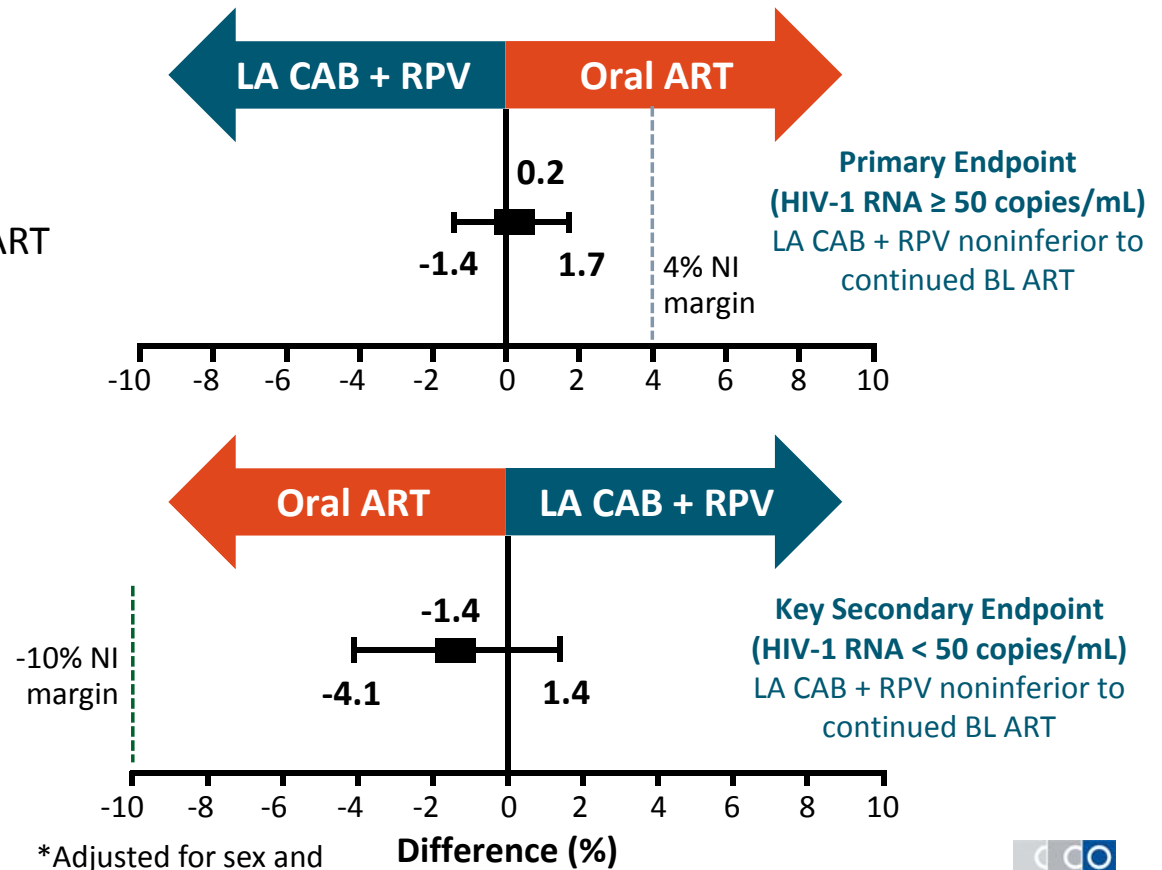 LA CAB + RPV
Oral ART
0.2
-1.4
1.7
4% NI
margin
Primary Endpoint
(HIV-1 RNA ≥ 50 copies/mL)
LA CAB + RPV noninferior to
continued BL ART
ART
-10 -8 -6 -4 -2 0 2 4 6 8 10
Oral ART
LA CAB + RPV
-1.4
-4.1
1.4
-10% NI
margin
Key Secondary Endpoint
(HIV-1 RNA < 50 copies/mL)
LA CAB + RPV noninferior to
continued BL ART
-10 -8 -6 -4 -2 0 2 4 6 8 10
Difference (%)
*Adjusted for sex and
CCO